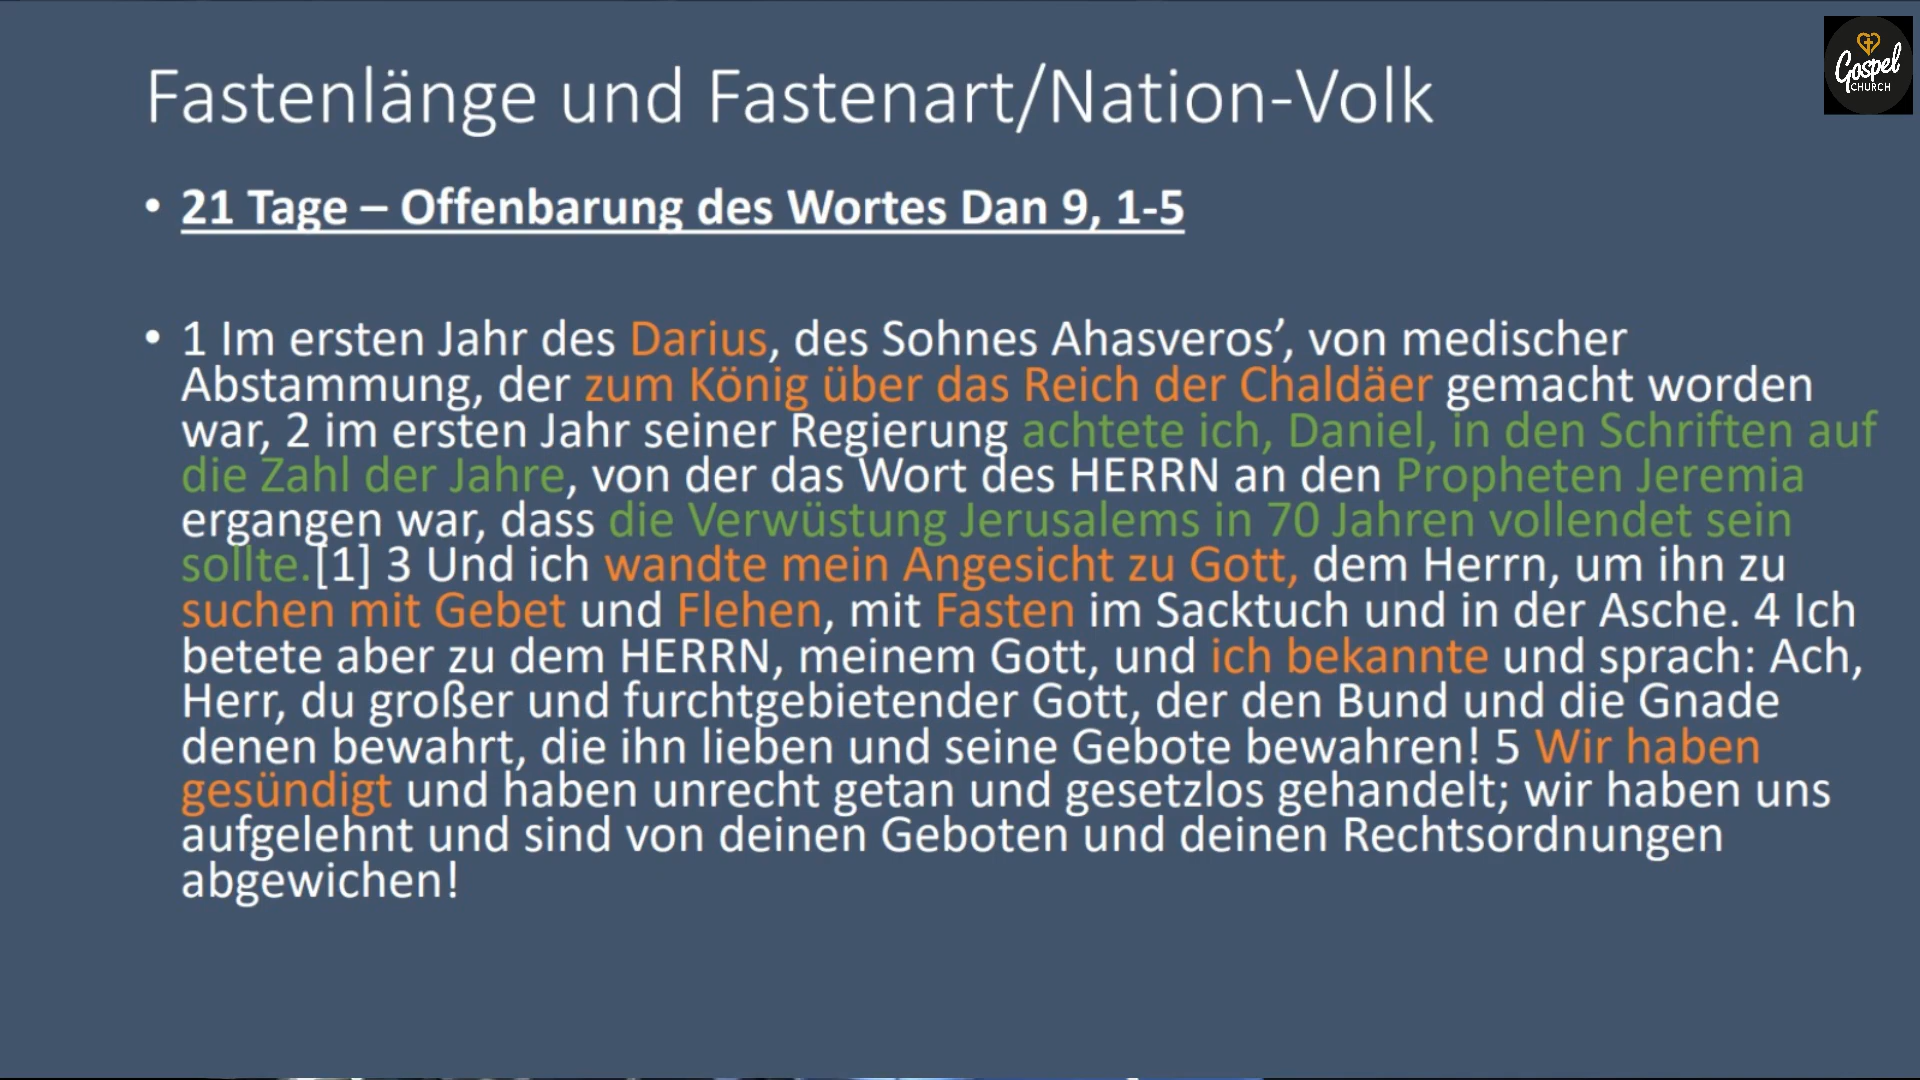 Gospel
CHURCH
Fastenlänge und Fastenart/Nation-Volk
• 21 Tage – Offenbarung des Wortes Dan 9, 1-5
• 1 Im ersten Jahr des Darius, des Sohnes Ahasveros’, von medischer
Abstammung, der zum König über das Reich der Chaldäer gemacht worden
war, 2 im ersten Jahr seiner Regierung achtete ich, Daniel, in den Schriften auf
die Zahl der Jahre, von der das Wort des HERRN an den Propheten Jeremia
ergangen war, dass die Verwüstung Jerusalems in 70 Jahren vollendet sein
sollte.[1] 3 Und ich wandte mein Angesicht zu Gott, dem Herrn, um ihn zu
suchen mit Gebet und Flehen, mit Fasten im Sacktuch und in der Asche. 4 Ich
betete aber zu dem HERRN, meinem Gott, und ich bekannte und sprach: Ach,
Herr, du großer und furchtgebietender Gott, der den Bund und die Gnade
denen bewahrt, die ihn lieben und seine Gebote bewahren! 5 Wir haben
gesündigt und haben unrecht getan und gesetzlos gehandelt; wir haben uns
aufgelehnt und sind von deinen Geboten und deinen Rechtsordnungen
abgewichen!